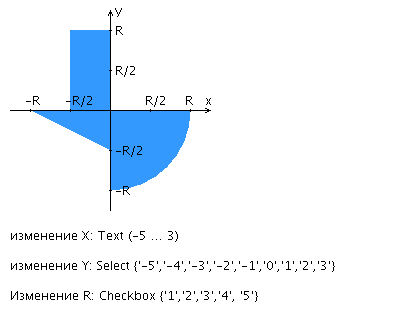 y
R
R/2
-R -R/2 R/2 R x
-R/2
-R
изменение X: Text (-5 ... 3)
изменение Y: Select {'-5','-4','-3','-2','-1','0','1','2','3'}
Изменение R: Checkbox {'1','2','3','4', '5'}